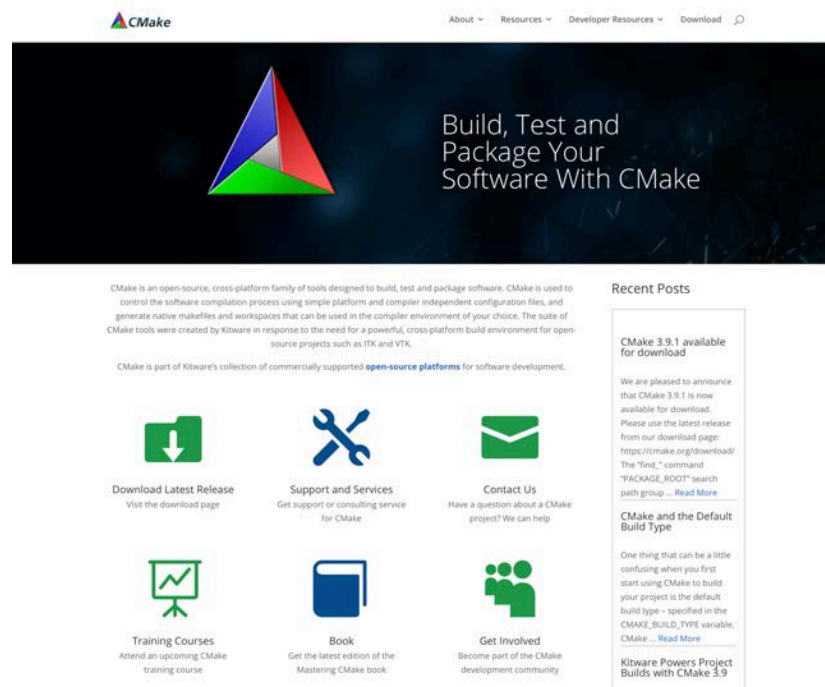 CMake
About
Resources
Developer Resources
Download
Build, Test and
Package Your
Software With CMake
CMake is an open-source, cross-platform family of tools designed to build, test and package software. CMake is used to
control the software compilation process using simple platform and compiler independent configuration files, and
generate native makefiles and workspaces that can be used in the compiler environment of your choice. The suite of
CMake tools were created by Kitware in response to the need for a powerful, cross-platform build environment for open-
source projects such as ITK and VTK.
CMake is part of Kitware's collection of commercially supported open-source platforms for software development.
Download Latest Release
Visit the download page
Support and Services
Get support or consulting service
for CMake
Contact Us
Have a question about a CMake
project? We can help
Training Courses
Attend an upcoming CMake
training course
Book
Get the latest edition of the
Mastering CMake book
Get Involved
Become part of the CMake
development community
Recent Posts
CMake 3.9.1 available
for download
We are pleased to announce
that CMake 3.9.1 is now
available for download.
Please use the latest release
from our download page:
https://cmake.org/download/
The "find_" command
"PACKAGE_ROOT" search
path group ... Read More
CMake and the Default
Build Type
One thing that can be a little
confusing when you first
start using CMake to build
your project is the default
build type – specified in the
CMAKE_BUILD_TYPE variable.
CMake ... Read More
Kitware Powers Project
Builds with CMake 3.9